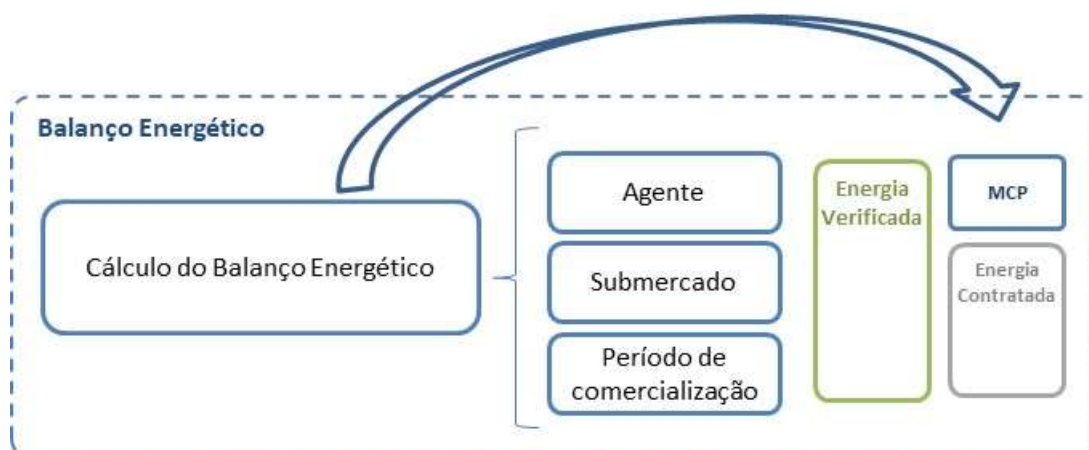 Balanço Energético
Cálculo do Balanço Energético
Agente
Submercado
Período de
comercialização
Energia
Verificada
MCP
Energia
Contratada